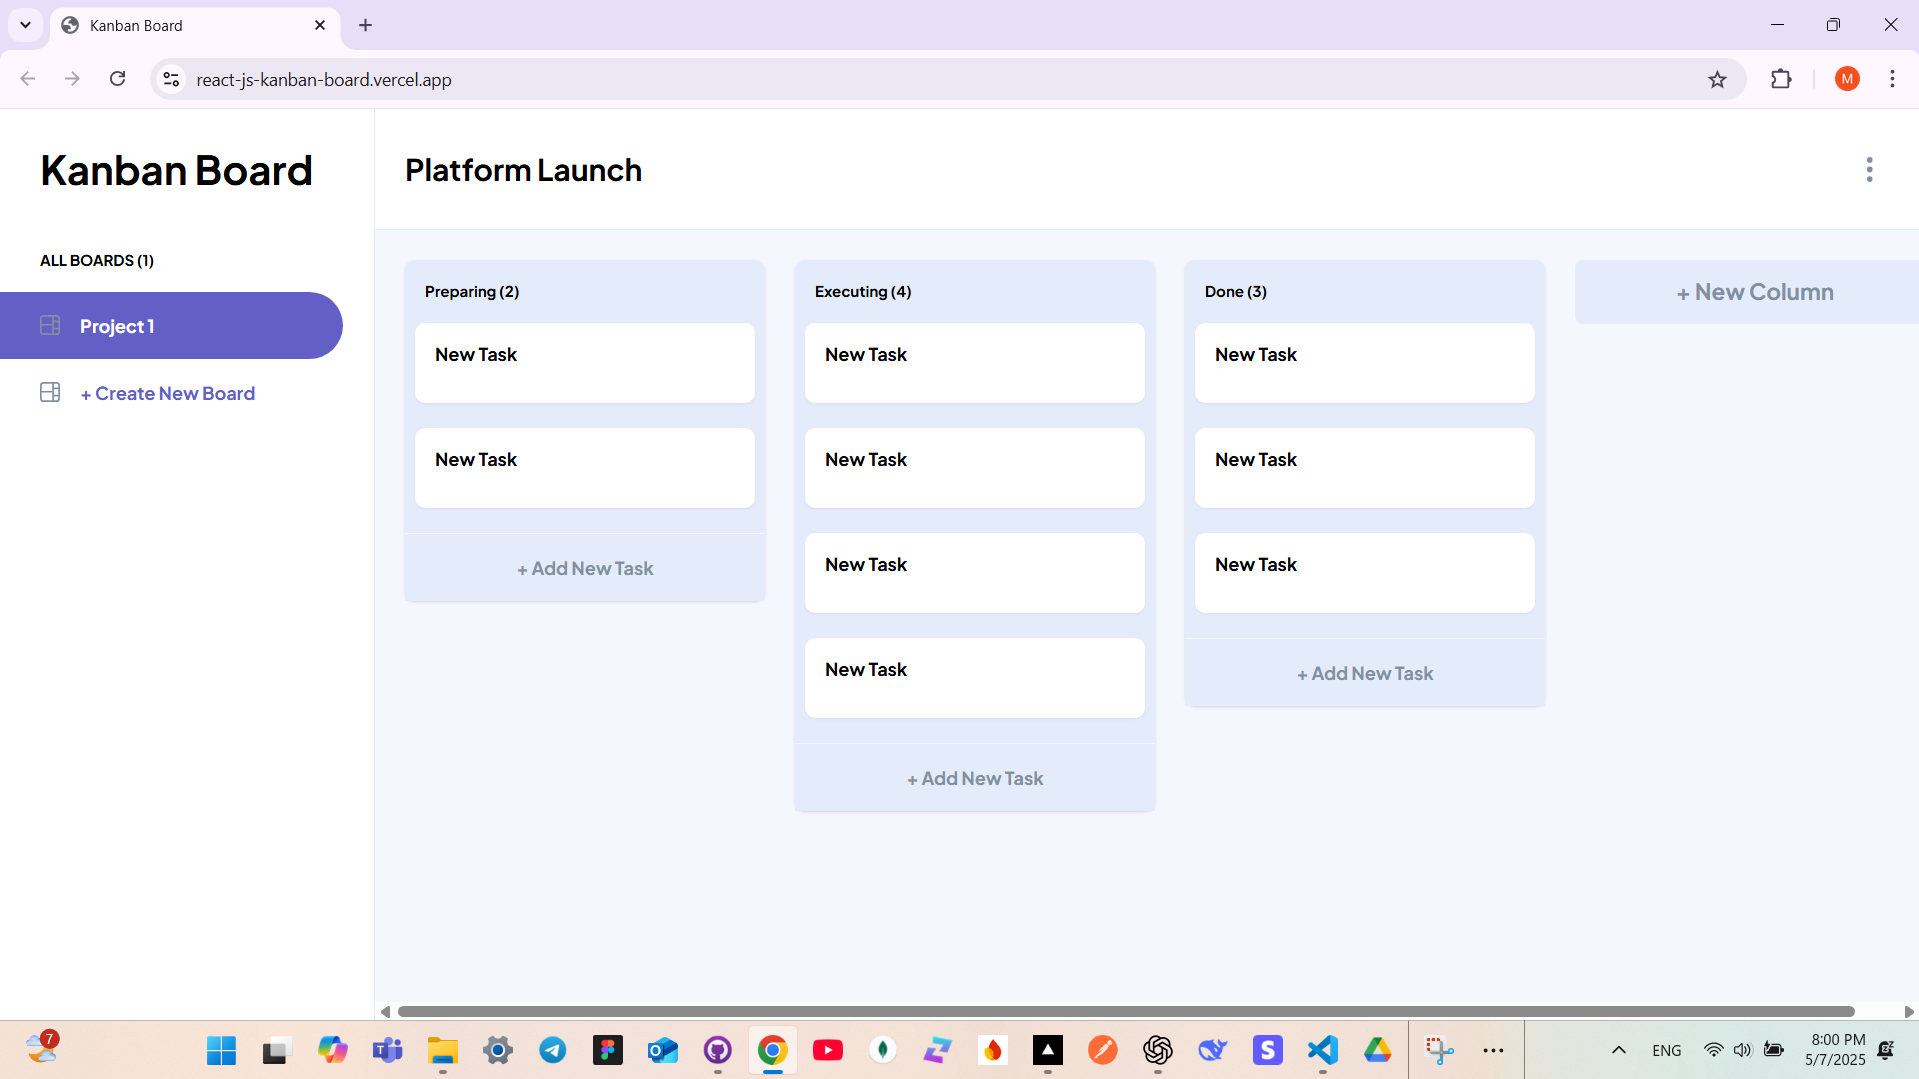 Kanban Board
react-js-kanban-board.vercel.app
M
Kanban Board
Platform Launch
ALL BOARDS (1)
Project 1
+ Create New Board
Preparing (2)
New Task
New Task
+ Add New Task
Executing (4)
New Task
New Task
New Task
New Task
+ Add New Task
Done (3)
New Task
New Task
New Task
+ Add New Task
+ New Column
7
ENG
8:00 PM
5/7/2025